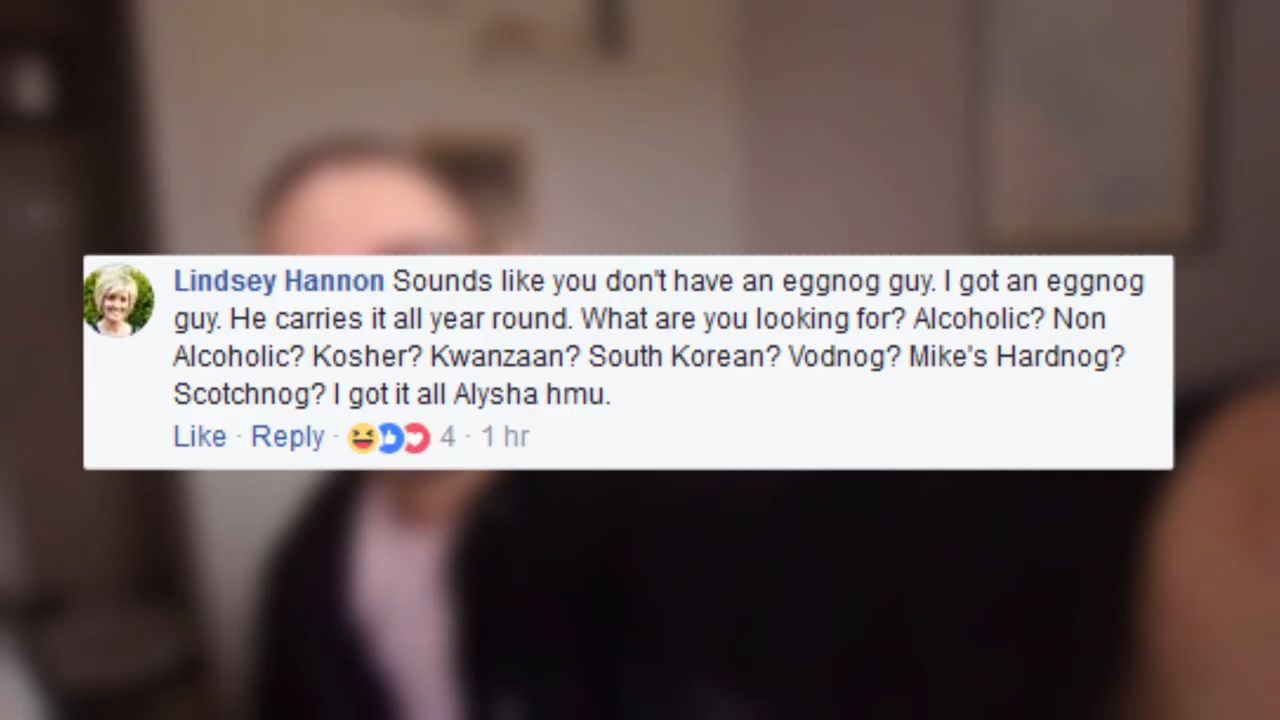 Lindsey Hannon Sounds like you don't have an eggnog guy. I got an eggnog
guy. He carries it all year round. What are you looking for? Alcoholic? Non
Alcoholic? Kosher? Kwanzaan? South Korean? Vodnog? Mike's Hardnog?
Scotchnog? I got it all Alysha hmu.
Like · Reply · 4 · 1 hr